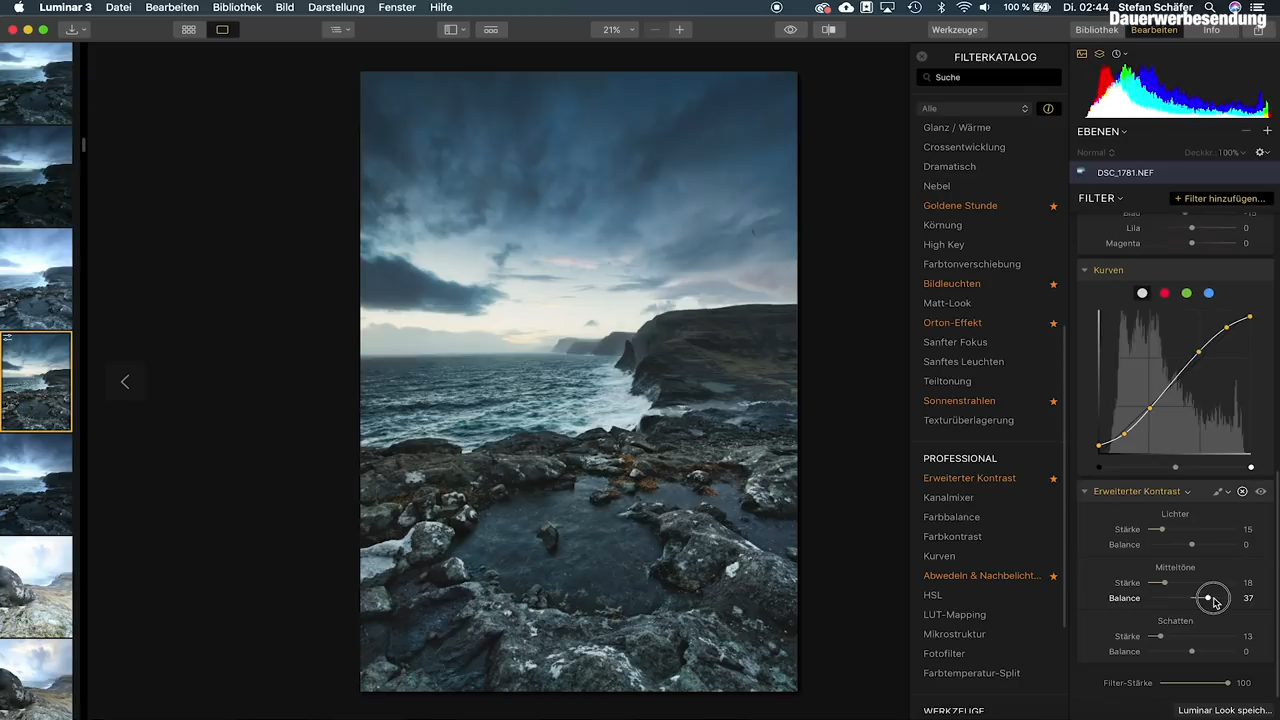 Luminar 3 Datei Bearbeiten Bibliothek Bild Darstellung Fenster Hilfe 100 % Di. 02:44 Stefan Schäfer
Dauerwerbesendung
21% Werkzeuge Bibliothek Bearbeiten Info
FILTERKATALOG
Suche
Alle
Glanz / Wärme
Crossentwicklung
Dramatisch
Nebel
Goldene Stunde
Körnung
High Key
Farbtonverschiebung
Bildleuchten
Matt-Look
Orton-Effekt
Sanfter Fokus
Sanftes Leuchten
Teiltonung
Sonnenstrahlen
Texturüberlagerung
PROFESSIONAL
Erweiterter Kontrast
Kanalmixer
Farbbalance
Farbkontrast
Kurven
Abwedeln & Nachbelicht...
HSL
LUT-Mapping
Mikrostruktur
Fotofilter
Farbtemperatur-Split
WERKZEUGE
EBENEN
Normal Deckkr.: 100%
DSC_1781.NEF
FILTER + Filter hinzufügen...
Blau -15
Lila 0
Magenta 0
Kurven
Erweiterter Kontrast
Lichter
Stärke 15
Balance 0
Mitteltöne
Stärke 18
Balance 37
Schatten
Stärke 13
Balance 0
Filter-Stärke 100
Luminar Look speich...